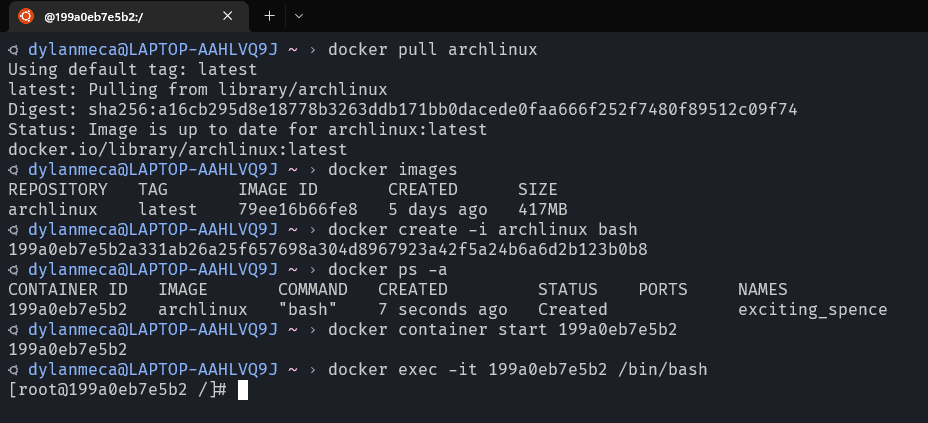 @199a0eb7e5b2:/
dylanmeca@LAPTOP-AAHLVQ9J ~ › docker pull archlinux
Using default tag: latest
latest: Pulling from library/archlinux
Digest: sha256:a16cb295d8e18778b3263ddb171bb0dacede0faa666f252f7480f89512c09f74
Status: Image is up to date for archlinux:latest
docker.io/library/archlinux:latest
dylanmeca@LAPTOP-AAHLVQ9J ~ › docker images
REPOSITORY   TAG       IMAGE ID       CREATED      SIZE
archlinux    latest    79ee16b66fe8   5 days ago   417MB
dylanmeca@LAPTOP-AAHLVQ9J ~ › docker create -i archlinux bash
199a0eb7e5b2a331ab26a25f657698a304d8967923a42f5a24b6a6d2b123b0b8
dylanmeca@LAPTOP-AAHLVQ9J ~ › docker ps -a
CONTAINER ID   IMAGE       COMMAND   CREATED         STATUS    PORTS     NAMES
199a0eb7e5b2   archlinux   "bash"    7 seconds ago   Created             exciting_spence
dylanmeca@LAPTOP-AAHLVQ9J ~ › docker container start 199a0eb7e5b2
199a0eb7e5b2
dylanmeca@LAPTOP-AAHLVQ9J ~ › docker exec -it 199a0eb7e5b2 /bin/bash
[root@199a0eb7e5b2 /]#